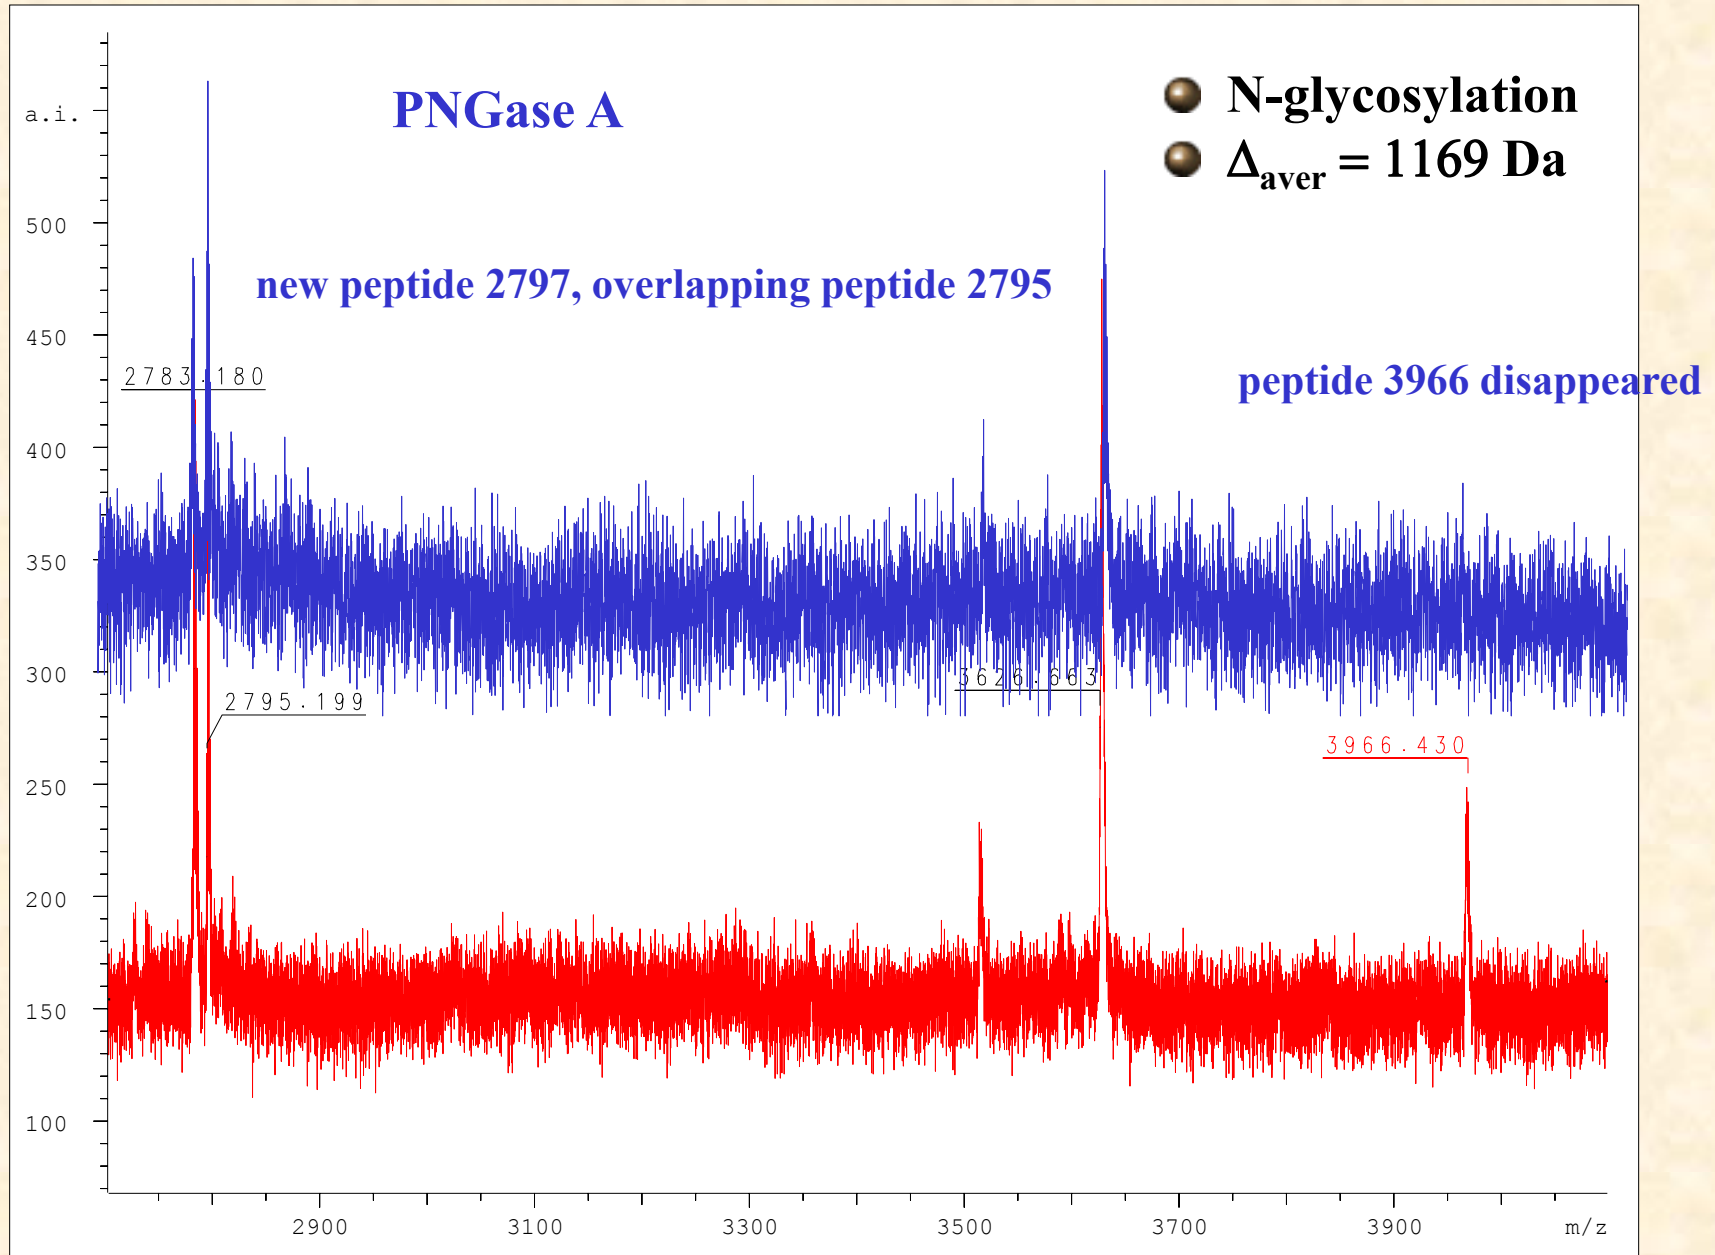 PNGase A
N-glycosylation
Δaver = 1169 Da
a.i.
new peptide 2797, overlapping peptide 2795
peptide 3966 disappeared
2783.180
500
450
400
350
300
250
200
150
100
3626.663
2795.199
3966.430
2900 3100 3300 3500 3700 3900 m/z